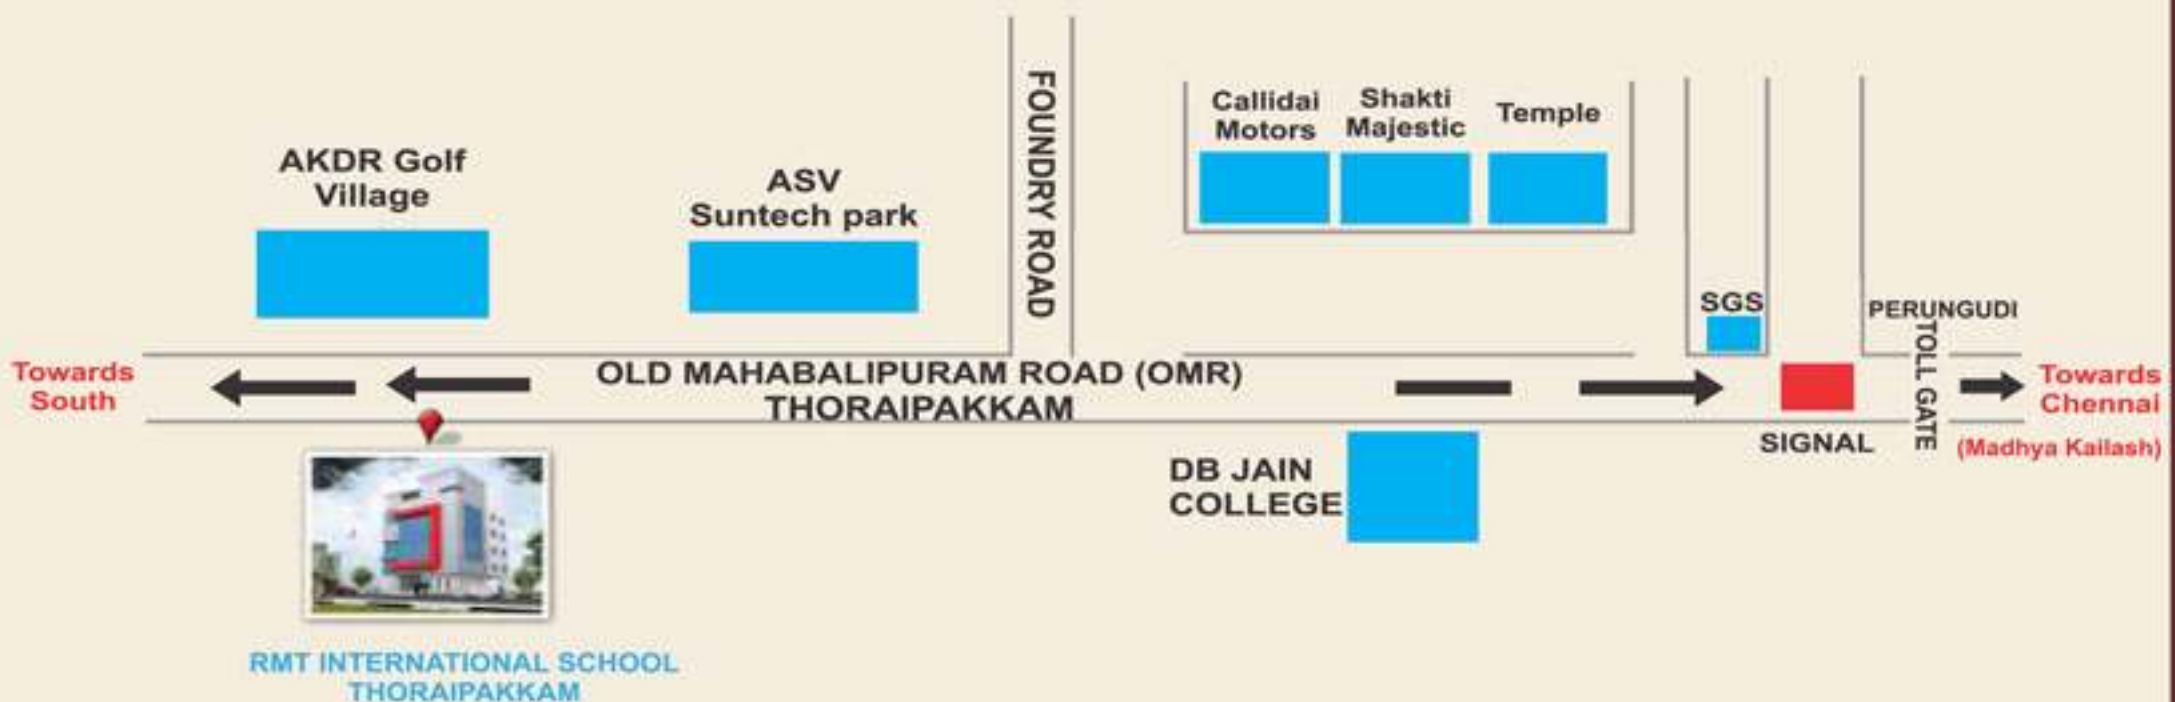 AKDR Golf
Village
ASV
Suntech park
FOUNDRY ROAD
Callidai
Motors
Shakti
Majestic
Temple
SGS
PERUNGUDI
TOLL GATE
Towards
South
OLD MAHABALIPURAM ROAD (OMR)
THORAIPAKKAM
Towards
Chennai
(Madhya Kailash)
SIGNAL
DB JAIN
COLLEGE
RMT INTERNATIONAL SCHOOL
THORAIPAKKAM